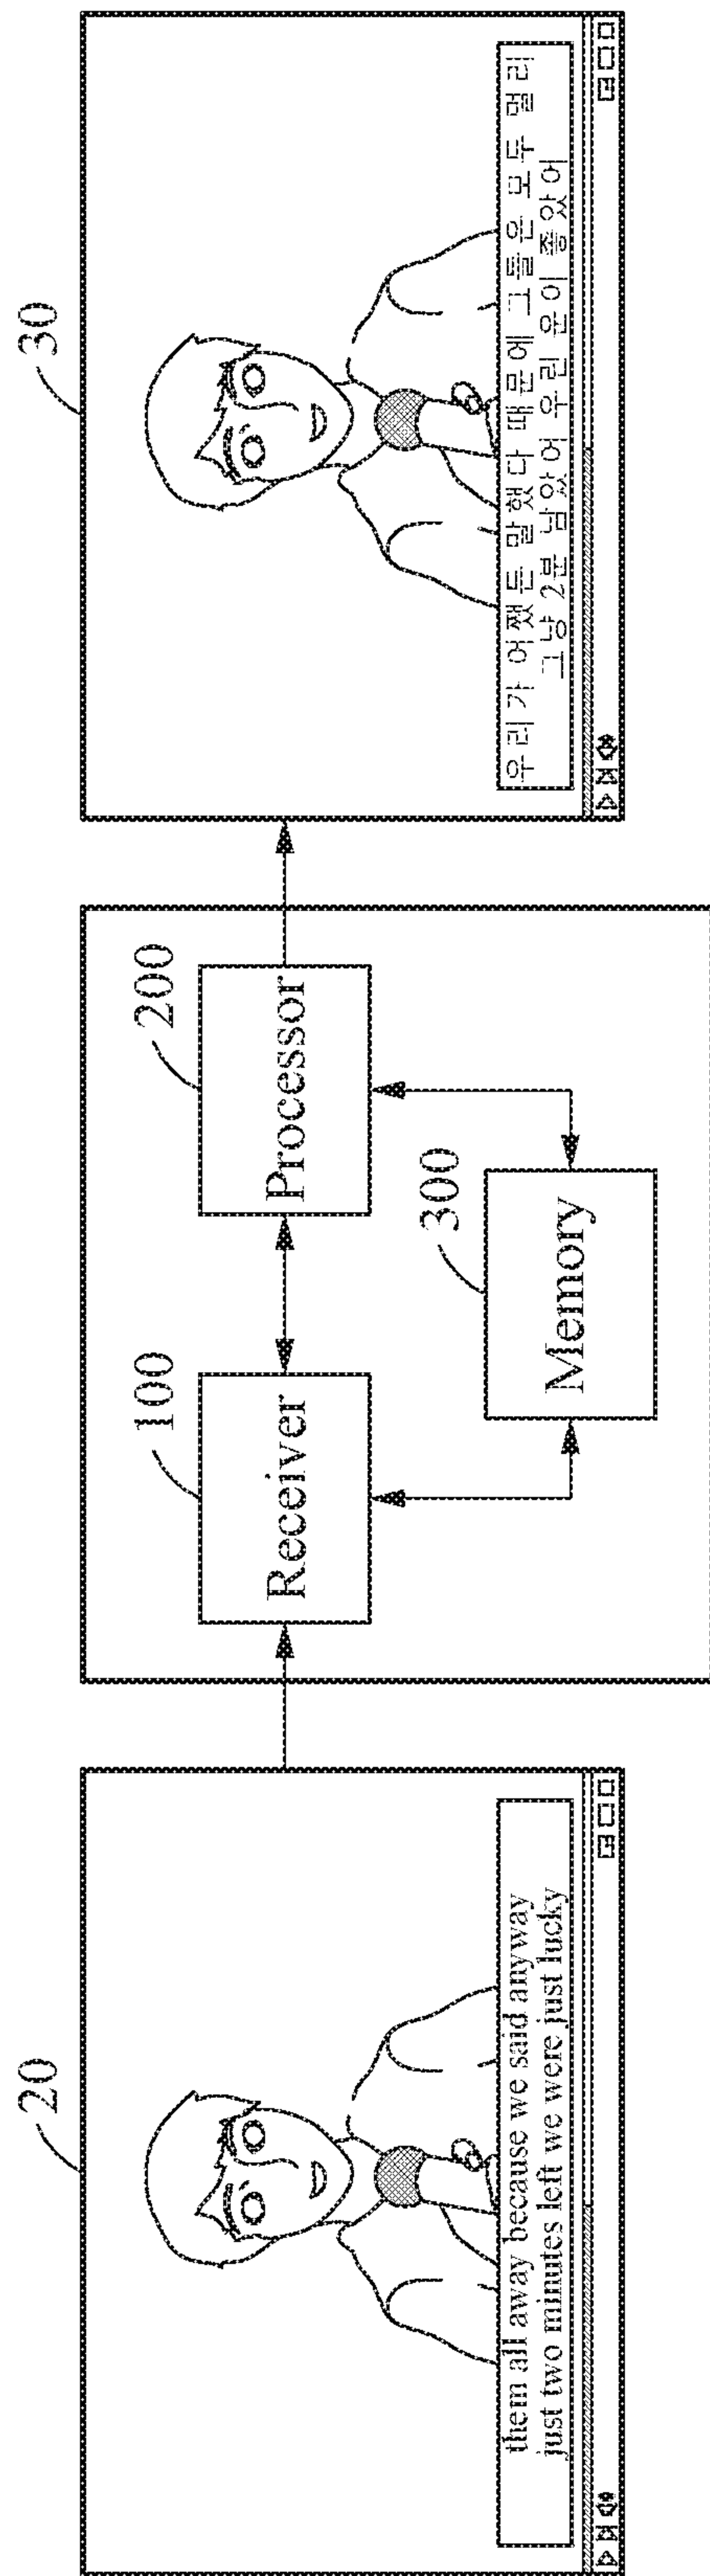 20
them all away because we said anyway
just two minutes left we were just lucky
100
Receiver
200
Processor
300
Memory
30
우리가 어쨌든 말했다 때문에 그들은 모두 멀리
그냥 2분 남았어 우린 운이 좋았어